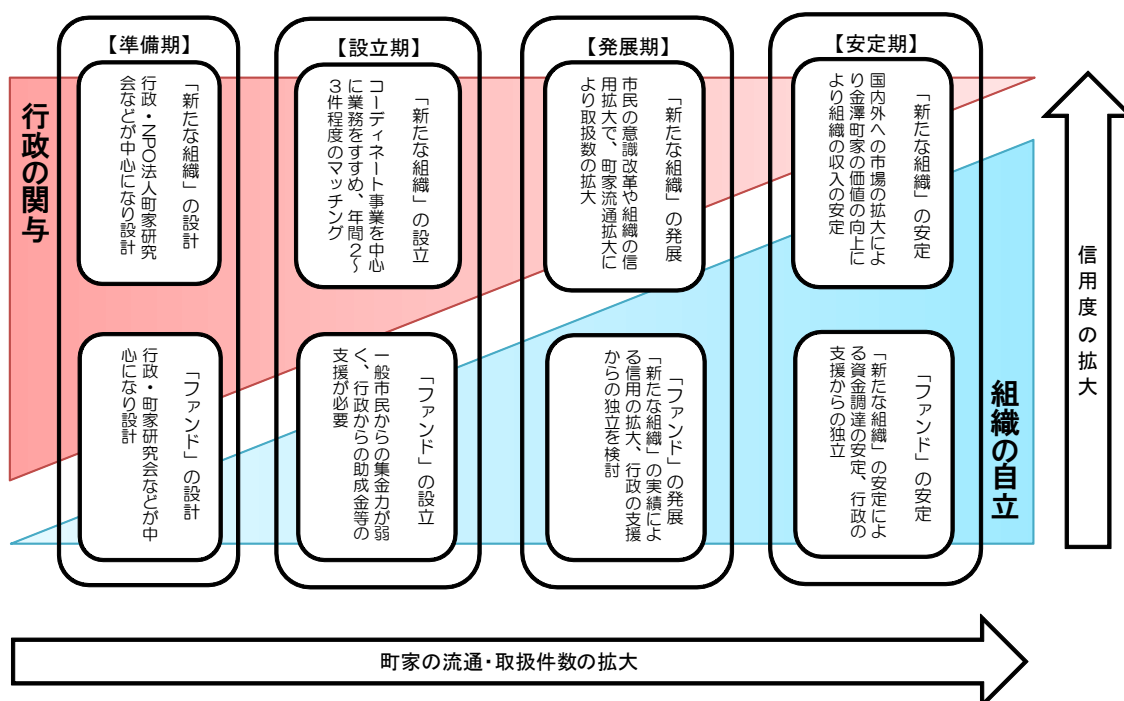 【準備期】
「新たな組織」の設計
行政・NPO法人町家研究
会などが中心になり設計
「ファンド」の設計
行政・町家研究会などが中
心になり設計
【設立期】
「新たな組織」の設立
コーディネート事業を中心
に業務をすすめ、年間2〜
3件程度のマッチング
「ファンド」の設立
一般市民からの集金力が弱
く、行政からの助成金等の
支援が必要
【発展期】
「新たな組織」の発展
市民の意識改革や組織の信
用拡大で、町家流通拡大に
より取扱数の拡大
「ファンド」の発展
「新たな組織」の実績によ
る信用の拡大、行政の支援
からの独立を検討
【安定期】
「新たな組織」の安定
国内外への市場の拡大によ
り金澤町家の価値の向上に
より組織の収入の安定
「ファンド」の安定
「新たな組織」の安定によ
る資金調達の安定、行政の
支援からの独立
行政の関与
組織の自立
信用度の拡大
町家の流通・取扱件数の拡大